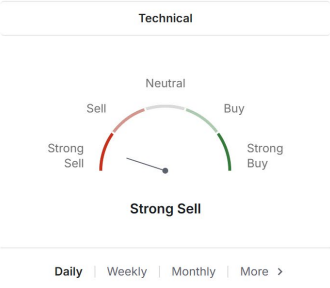 Technical
Neutral
Sell
Buy
Strong
Sell
Strong
Buy
Strong Sell
Daily
Weekly
Monthly
More